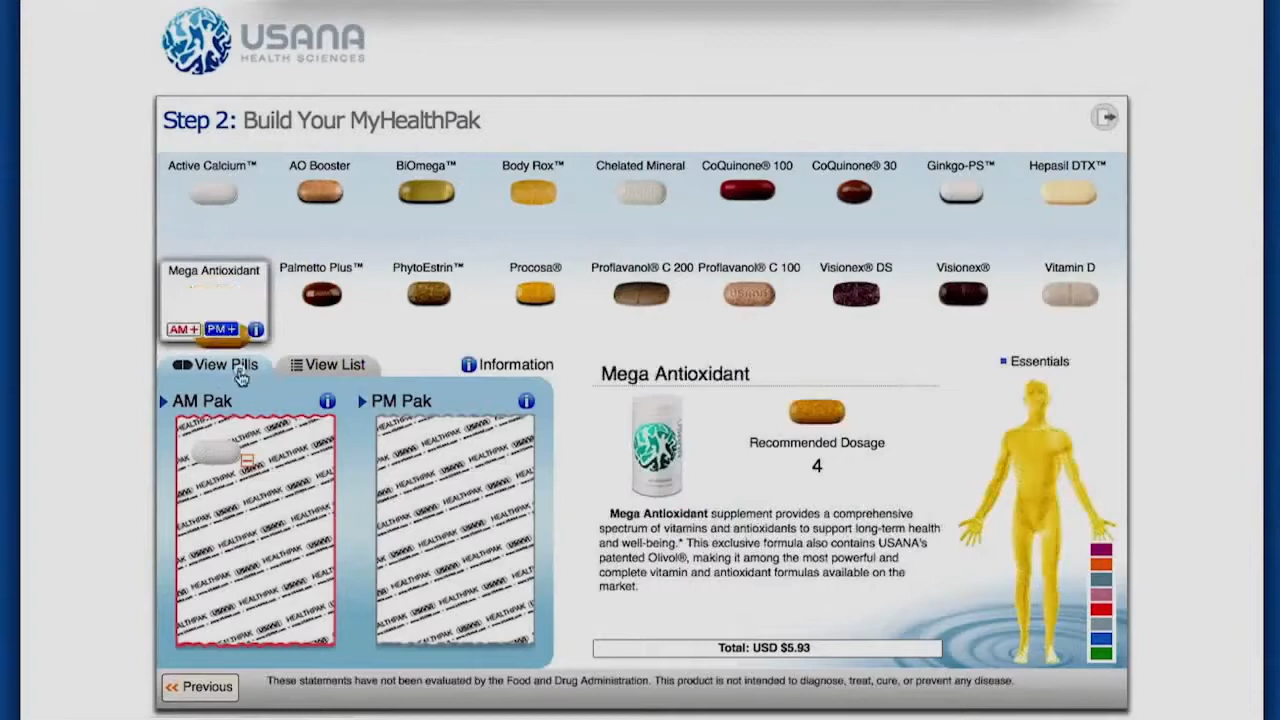 USANA
HEALTH SCIENCES
Step 2: Build Your MyHealthPak
Active Calcium™ AO Booster BiOmega™ Body Rox™ Chelated Mineral CoQuinone® 100 CoQuinone® 30 Ginkgo-PS™ Hepasil DTX™
Mega Antioxidant Palmetto Plus™ PhytoEstrin™ Procosa® Proflavanol® C 200 Proflavanol® C 100 Visionex® DS Visionex® Vitamin D
AM+ PM+ i
View Pills View List i Information
AM Pak i PM Pak i
HEALTHPAK USANA
Mega Antioxidant
Recommended Dosage
4
Mega Antioxidant supplement provides a comprehensive
spectrum of vitamins and antioxidants to support long-term health
and well-being.* This exclusive formula also contains USANA's
patented Olivol®, making it among the most powerful and
complete vitamin and antioxidant formulas available on the
market.
Total: USD $5.93
Essentials
Previous
These statements have not been evaluated by the Food and Drug Administration. This product is not intended to diagnose, treat, cure, or prevent any disease.